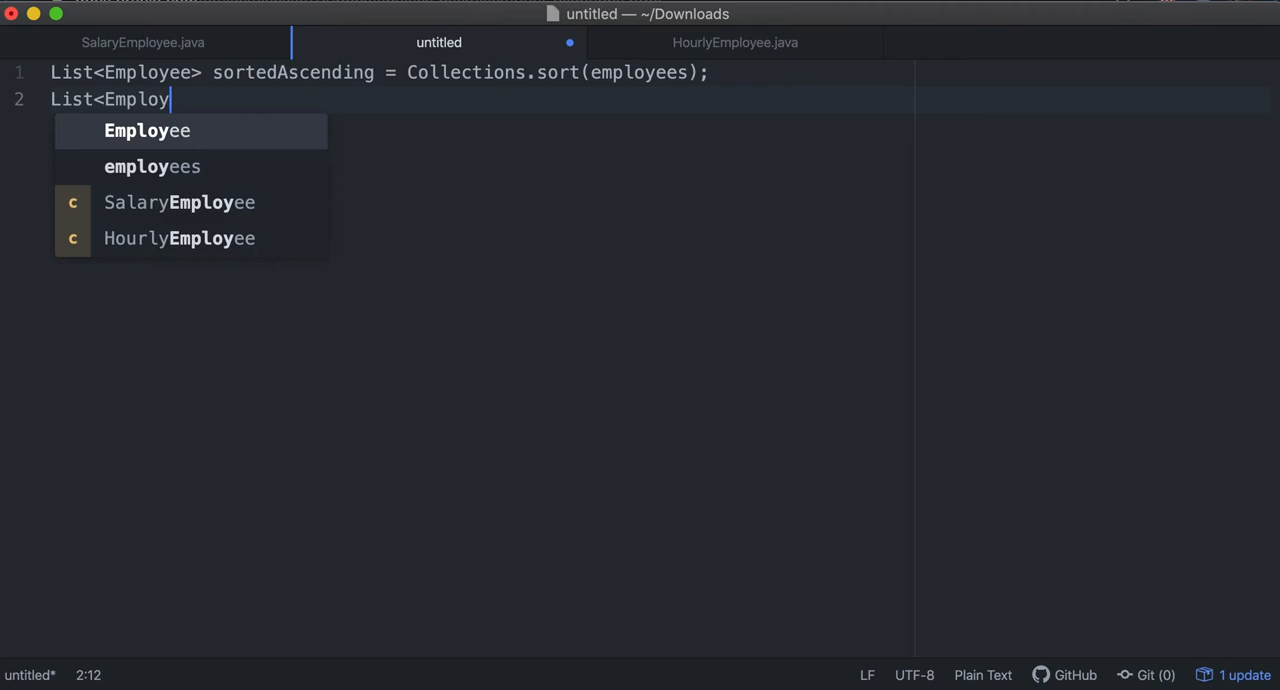 untitled — ~/Downloads
SalaryEmployee.java
untitled
HourlyEmployee.java
1 List<Employee> sortedAscending = Collections.sort(employees);
2 List<Employ
Employee
employees
c SalaryEmployee
c HourlyEmployee
untitled* 2:12 LF UTF-8 Plain Text GitHub Git (0) 1 update